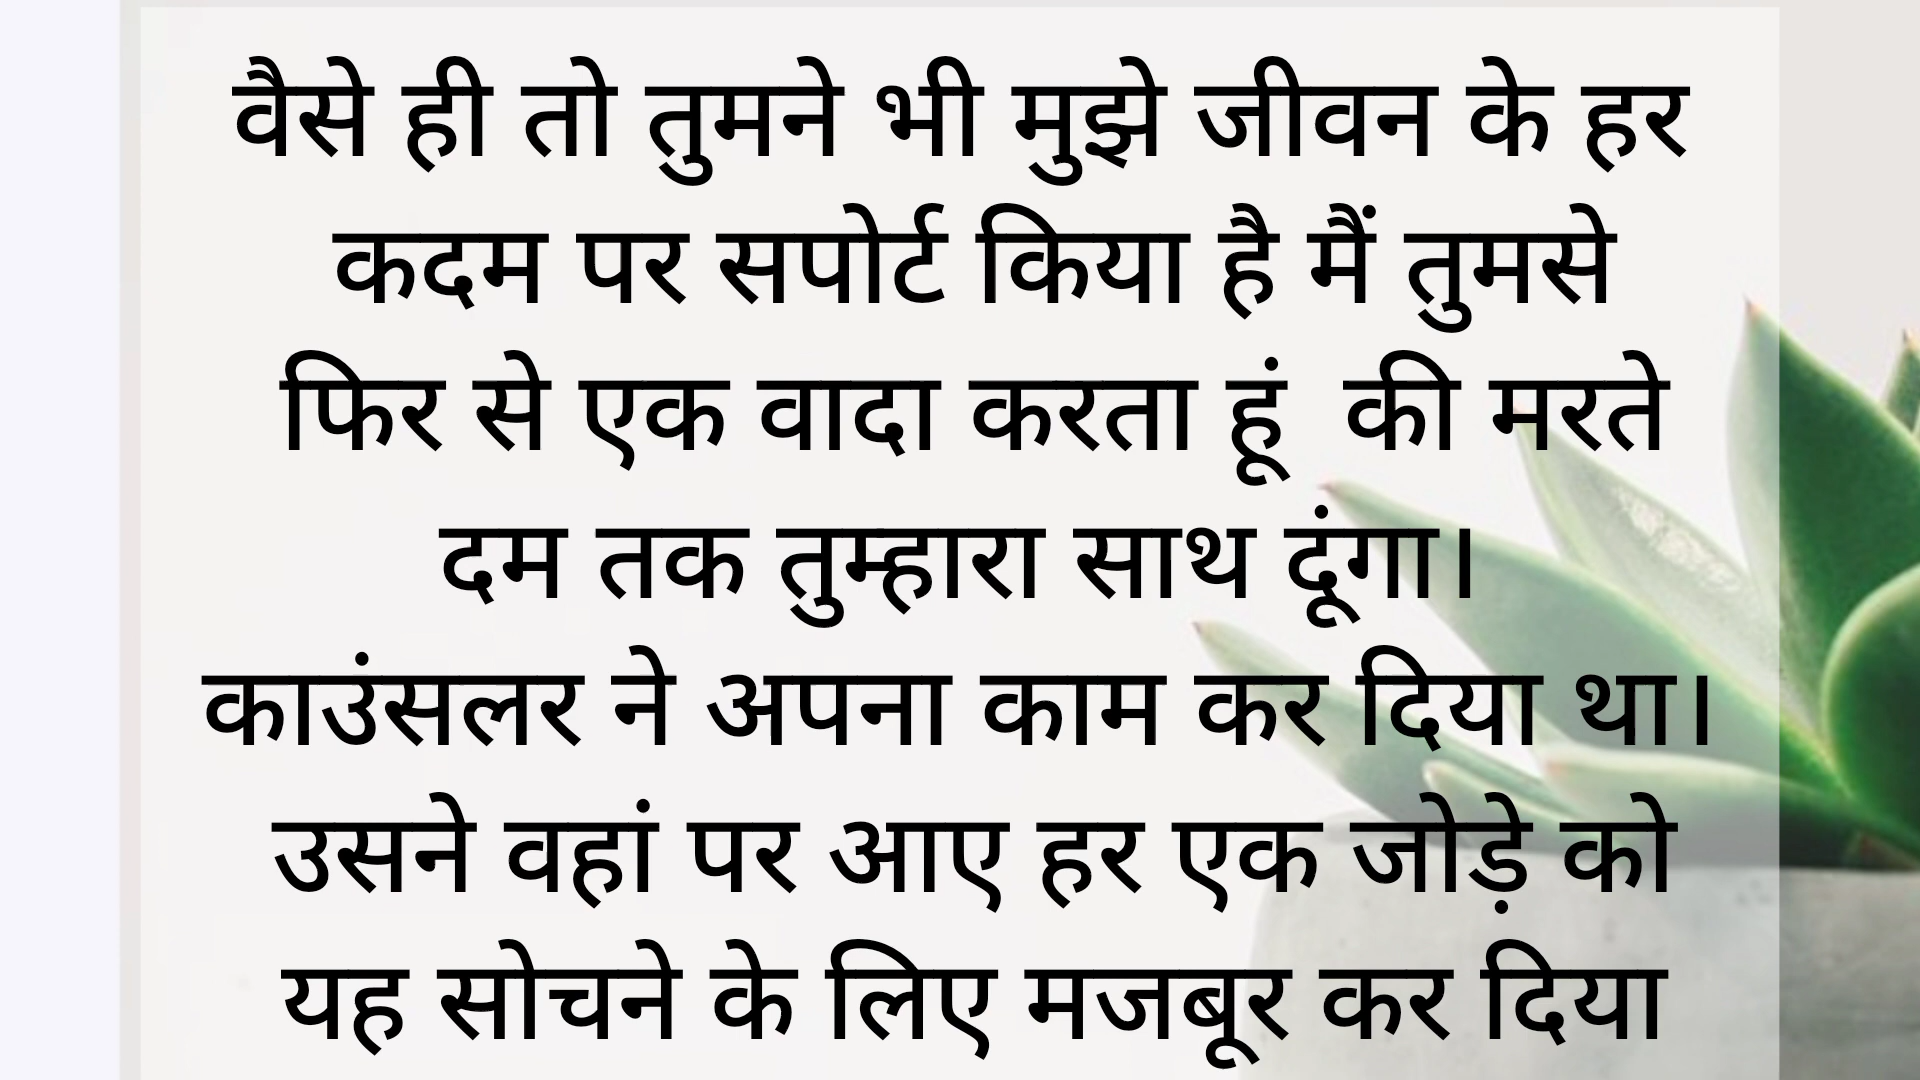 वैसे ही तो तुमने भी मुझे जीवन के हर
कदम पर सपोर्ट किया है मैं तुमसे
फिर से एक वादा करता हूं  की मरते
दम तक तुम्हारा साथ दूंगा।
काउंसलर ने अपना काम कर दिया था।
उसने वहां पर आए हर एक जोड़े को
यह सोचने के लिए मजबूर कर दिया